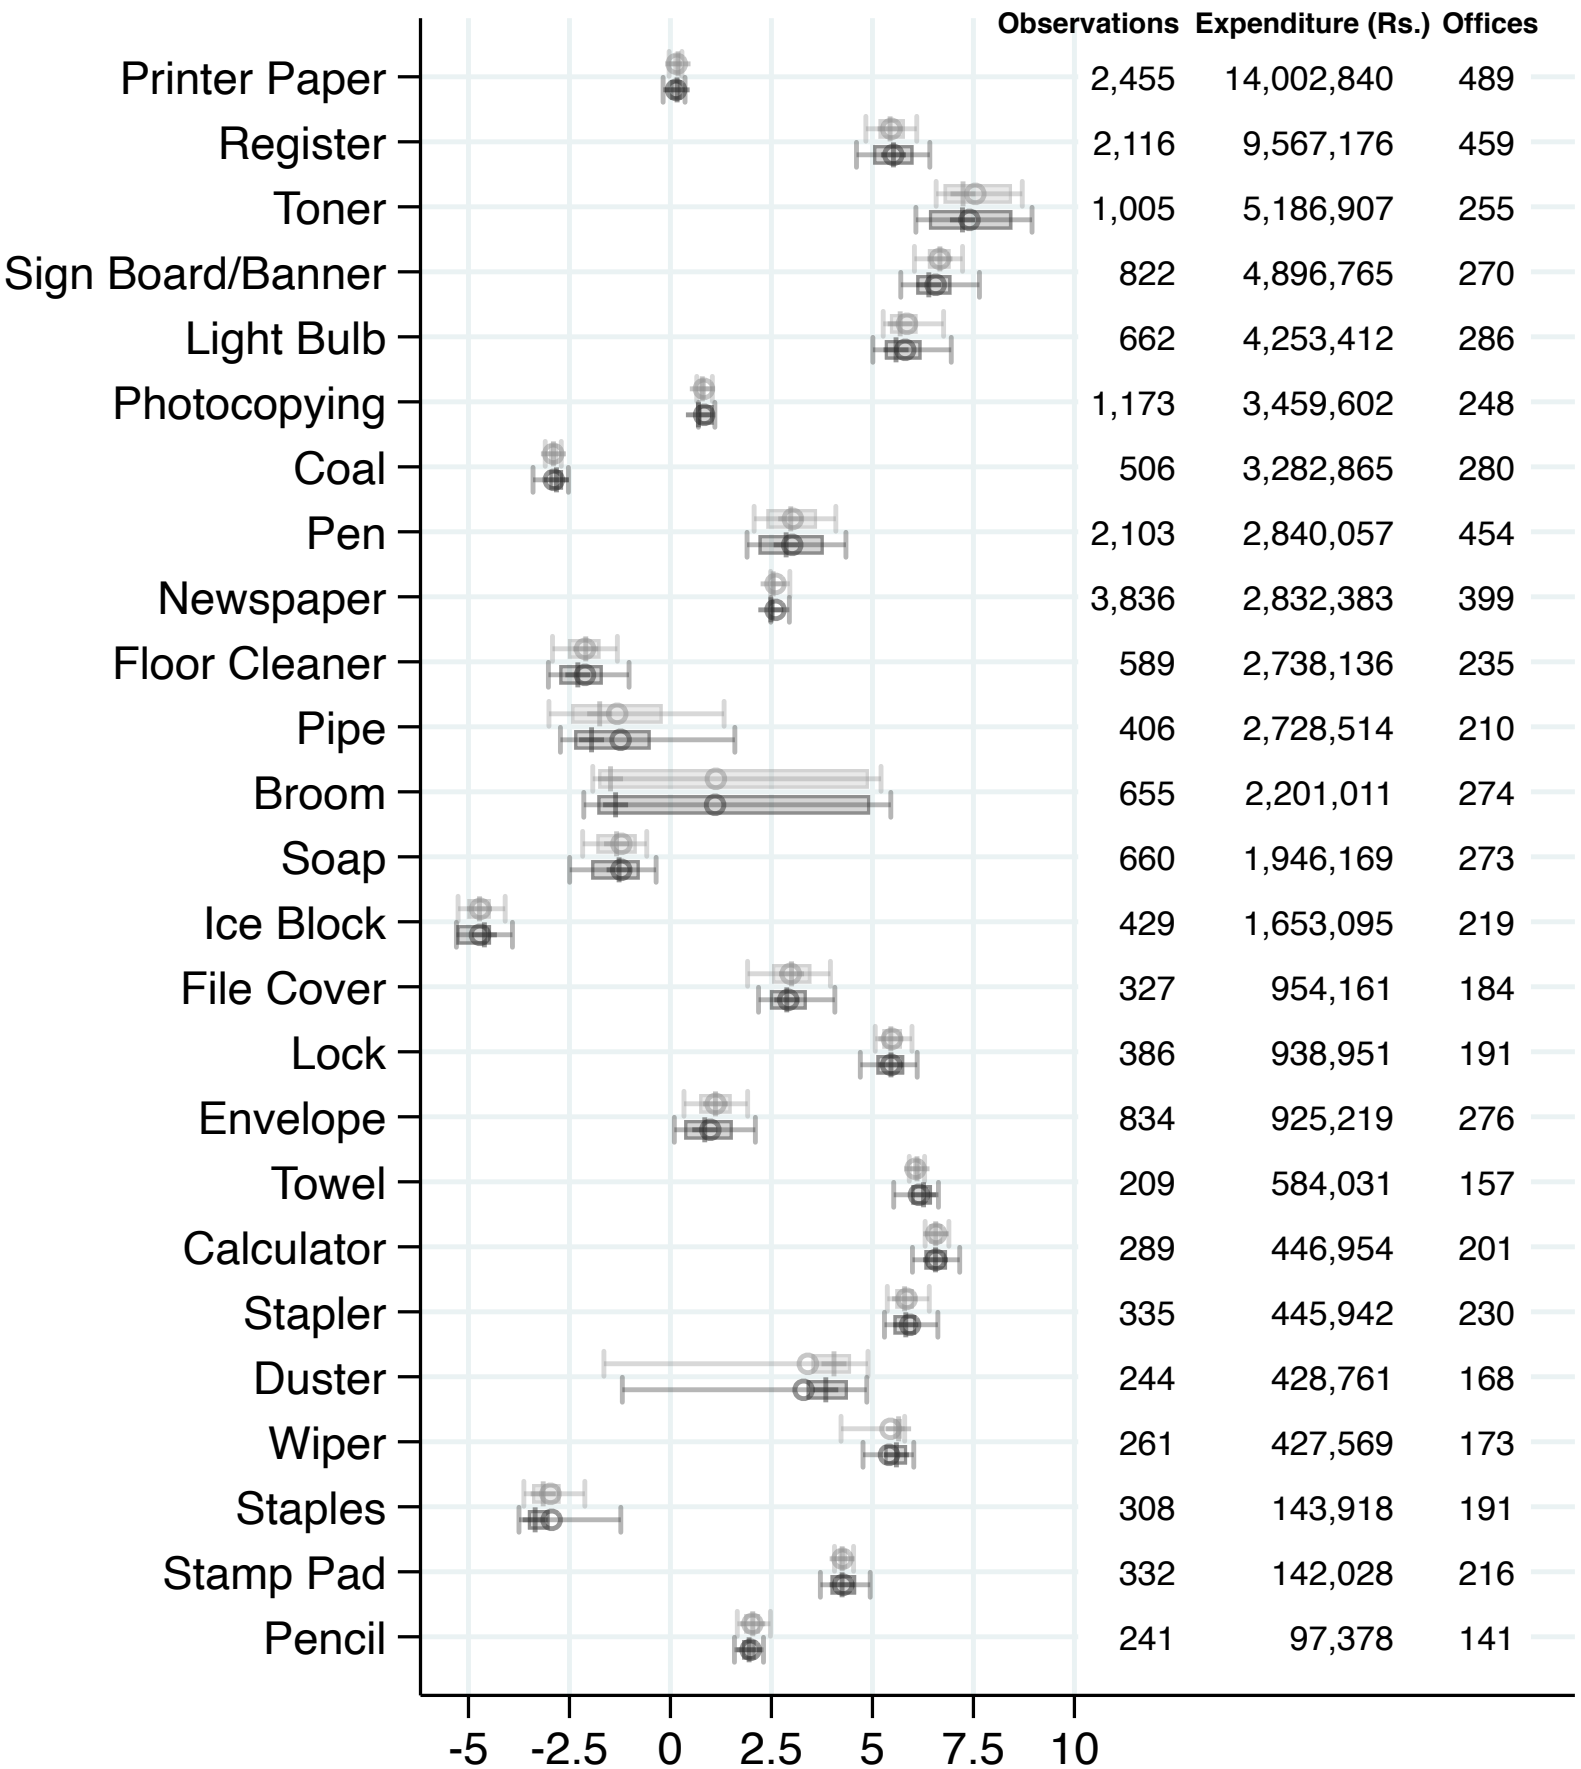 Observations Expenditure (Rs.) Offices
Printer Paper 2,455 14,002,840 489
Register 2,116 9,567,176 459
Toner 1,005 5,186,907 255
Sign Board/Banner 822 4,896,765 270
Light Bulb 662 4,253,412 286
Photocopying 1,173 3,459,602 248
Coal 506 3,282,865 280
Pen 2,103 2,840,057 454
Newspaper 3,836 2,832,383 399
Floor Cleaner 589 2,738,136 235
Pipe 406 2,728,514 210
Broom 655 2,201,011 274
Soap 660 1,946,169 273
Ice Block 429 1,653,095 219
File Cover 327 954,161 184
Lock 386 938,951 191
Envelope 834 925,219 276
Towel 209 584,031 157
Calculator 289 446,954 201
Stapler 335 445,942 230
Duster 244 428,761 168
Wiper 261 427,569 173
Staples 308 143,918 191
Stamp Pad 332 142,028 216
Pencil 241 97,378 141
-5 -2.5 0 2.5 5 7.5 10